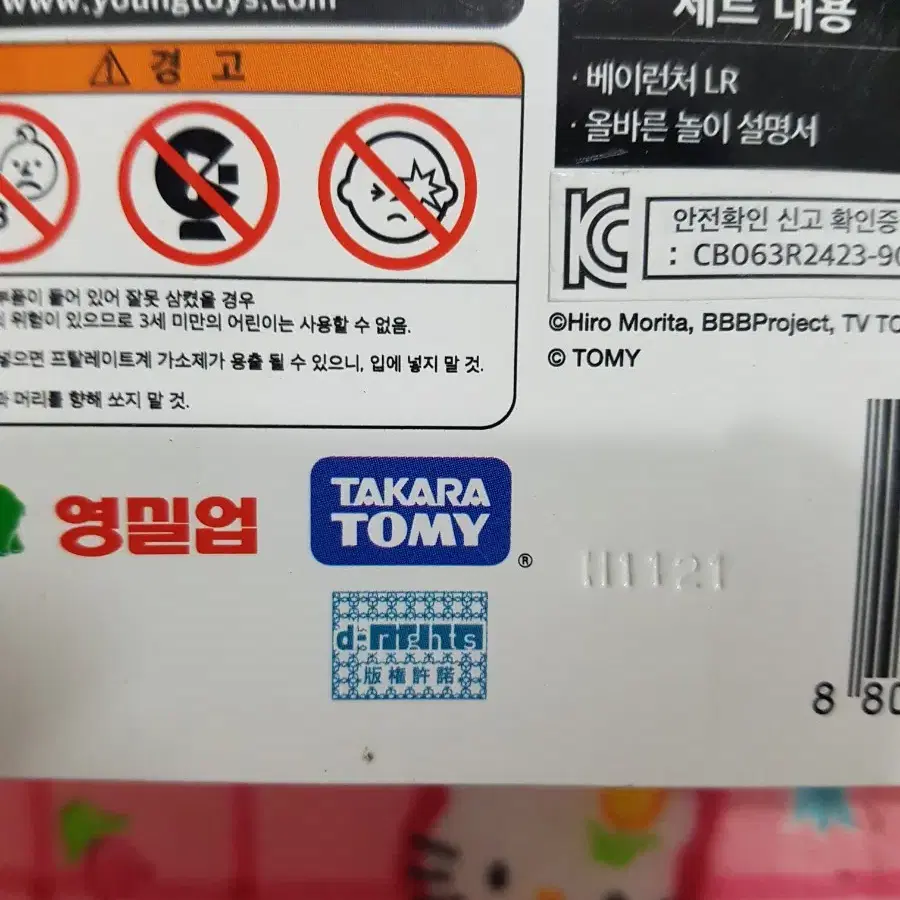 www.youngtoys.com
세트 내용
· 베이런처 LR
· 올바른 놀이 설명서
⚠ 경 고
안전확인 신고 확인증
: CB063R2423-90
부품이 들어 있어 잘못 삼켰을 경우
위험이 있으므로 3세 미만의 어린이는 사용할 수 없음.
넣으면 프탈레이트계 가소제가 용출 될 수 있으니, 입에 넣지 말 것.
머리를 향해 쏘지 말 것.
©Hiro Morita, BBBProject, TV TO
© TOMY
영밀업
TAKARA
TOMY
®
H1121
d-rights
版権許諾
8 80